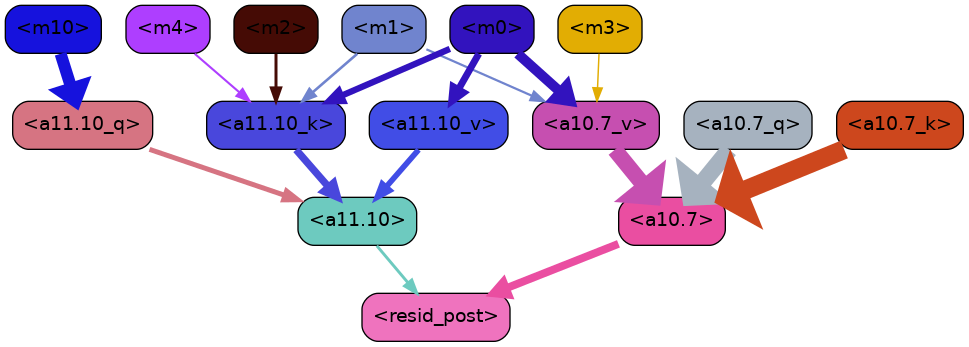 <m10> <m4> <m2> <m1> <m0> <m3>
<a11.10_q> <a11.10_k> <a11.10_v> <a10.7_v> <a10.7_q> <a10.7_k>
<a11.10> <a10.7>
<resid_post>